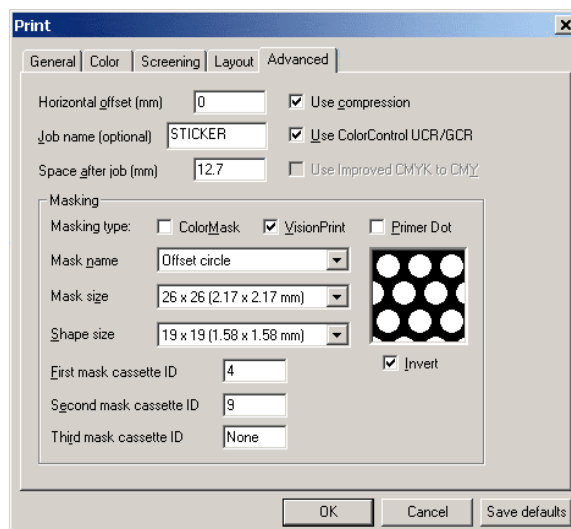 Print
General Color Screening Layout Advanced
Horizontal offset (mm) 0 Use compression
Job name (optional) STICKER Use ColorControl UCR/GCR
Space after job (mm) 12.7 Use Improved CMYK to CMY
Masking
Masking type: ColorMask VisionPrint Primer Dot
Mask name Offset circle
Mask size 26 x 26 (2.17 x 2.17 mm)
Shape size 19 x 19 (1.58 x 1.58 mm)
Invert
First mask cassette ID 4
Second mask cassette ID 9
Third mask cassette ID None
OK Cancel Save defaults